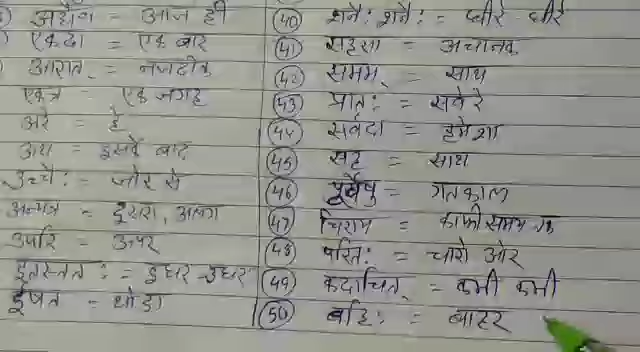 अद्यैव = आज ही
एकदा = एक बार
आरात् = नजदीक
एकत्र = एक जगह
अरे = हे
अथ = इसके बाद
उच्चैः = जोर से
अन्यत्र = दूसरा, अलग
उपरि = ऊपर
इतस्ततः = इधर-उधर
ईषत = थोड़ा
(40) शनैः शनैः = धीरे धीरे
(41) सहसा = अचानक
(42) समम् = साथ
(43) प्रातः = सवेरे
(44) सर्वदा = हमेशा
(45) सह = साथ
(46) पूर्वेषु = गतकाल
(47) चिराय = काफी समय तक
(48) परितः = चारो ओर
(49) कदाचित् = कभी कभी
(50) बहिः = बाहर